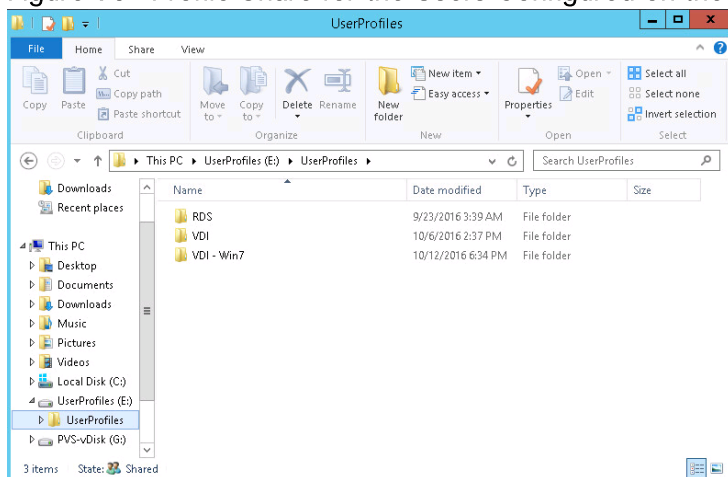 UserProfiles
File Home Share View
Copy Paste Cut Copy path Paste shortcut Move to Copy to Delete Rename New folder New item Easy access Properties Open Edit Select all Select none Invert selection
Clipboard Organize New Open Select
This PC UserProfiles (E:) UserProfiles Search UserProfiles
Downloads
Recent places
This PC
Desktop
Documents
Downloads
Music
Pictures
Videos
Local Disk (C:)
UserProfiles (E:)
UserProfiles
PVS-vDisk (G:)
Name Date modified Type Size
RDS 9/23/2016 3:39 AM File folder
VDI 10/6/2016 2:37 PM File folder
VDI - Win7 10/12/2016 6:34 PM File folder
3 items State: Shared